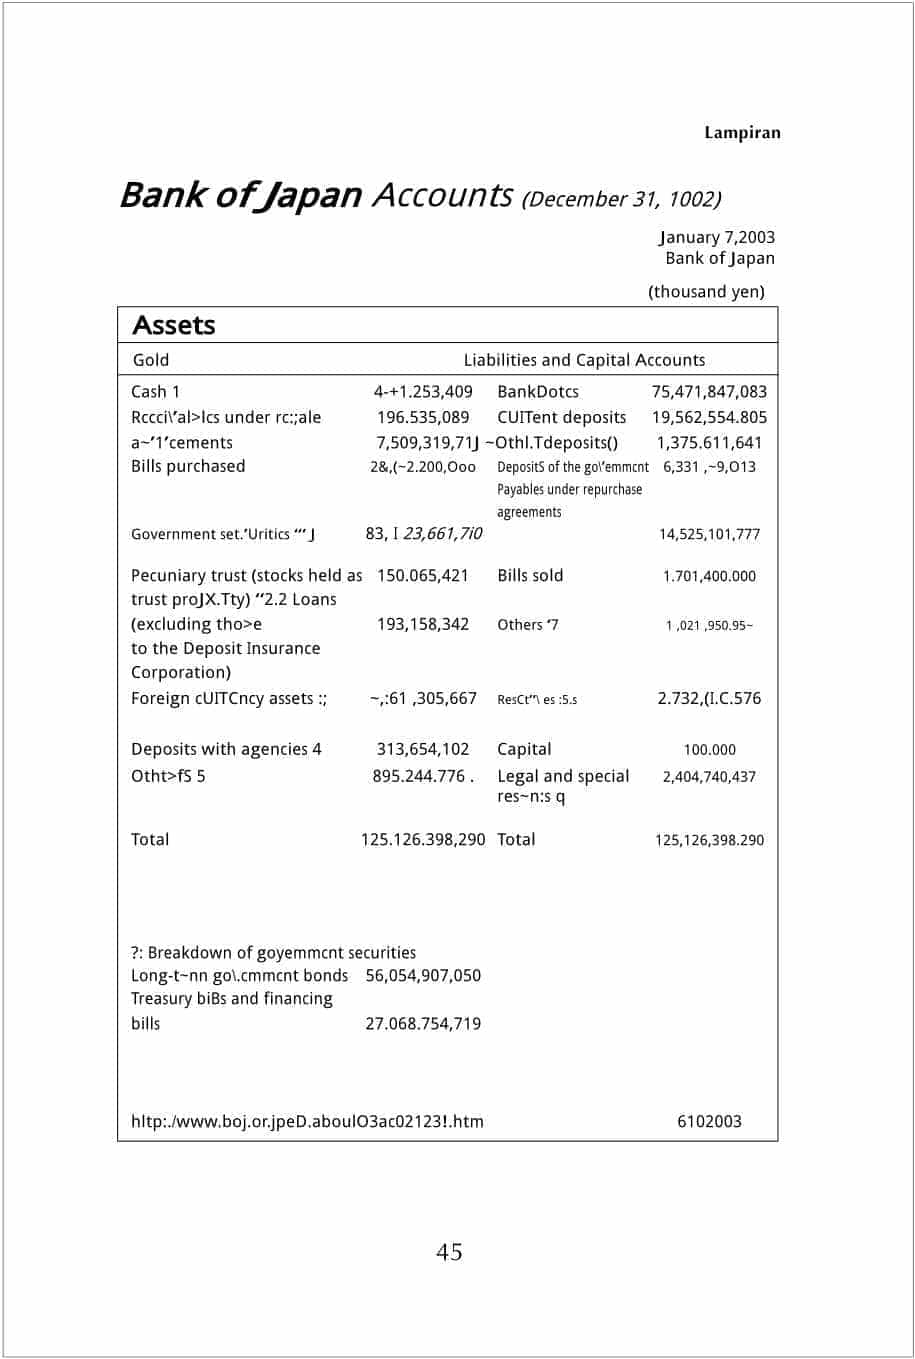 Lampiran
Bank of Japan Accounts (December 31, 1002)
January 7,2003
Bank of Japan
(thousand yen)
Assets
Gold Liabilities and Capital Accounts
Cash 1 4-+1.253,409 BankDotcs 75,471,847,083
Rccci\’al>lcs under rc:;ale 196.535,089 CUITent deposits 19,562,554.805
a~’1’cements 7,509,319,71J ~Othl.Tdeposits() 1,375.611,641
Bills purchased 2&,(~2.200,Ooo DepositS of the go\’emmcnt 6,331 ,~9,O13
Payables under repurchase
agreements
Government set.’Uritics “‘ J 83, I 23,661,7i0 14,525,101,777
Pecuniary trust (stocks held as 150.065,421 Bills sold 1.701,400.000
trust proJX.Tty) “2.2 Loans
(excluding tho>e 193,158,342 Others ‘7 1 ,021 ,950.95~
to the Deposit Insurance
Corporation)
Foreign cUITCncy assets :; ~,:61 ,305,667 ResCt“\ es :5.s 2.732,(I.C.576
Deposits with agencies 4 313,654,102 Capital 100.000
Otht>fS 5 895.244.776 . Legal and special 2,404,740,437
res~n:s q
Total 125.126.398,290 Total 125,126,398.290
?: Breakdown of goyemmcnt securities
Long-t~nn go\.cmmcnt bonds 56,054,907,050
Treasury biBs and financing
bills 27.068.754,719
hltp:./www.boj.or.jpeD.aboulO3ac02123!.htm 6102003
45